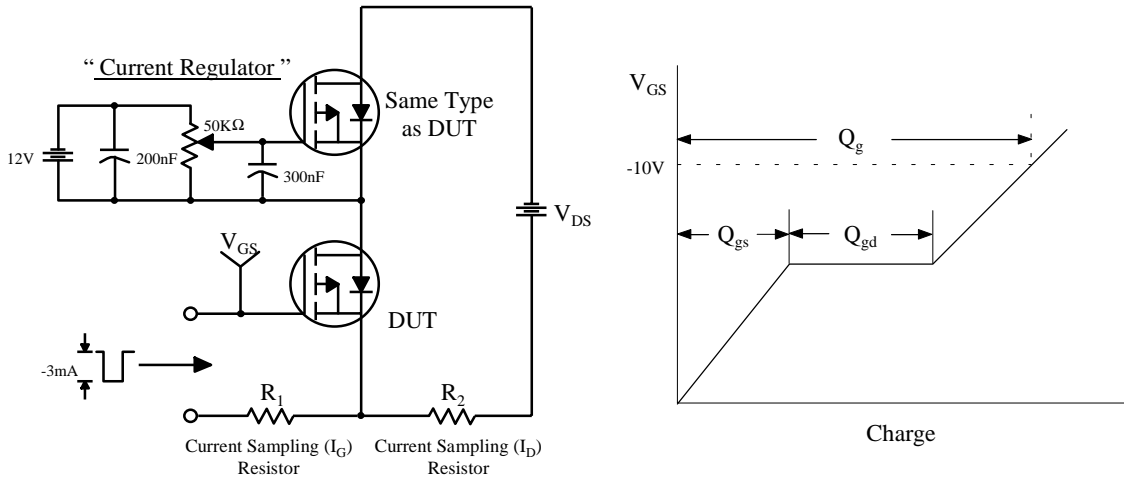 “ Current Regulator ”
12V
200nF
50KΩ
300nF
Same Type
as DUT
V_DS
V_GS
DUT
-3mA
R_1
R_2
Current Sampling (I_G)
Resistor
Current Sampling (I_D)
Resistor
V_GS
Q_g
-10V
Q_gs
Q_gd
Charge